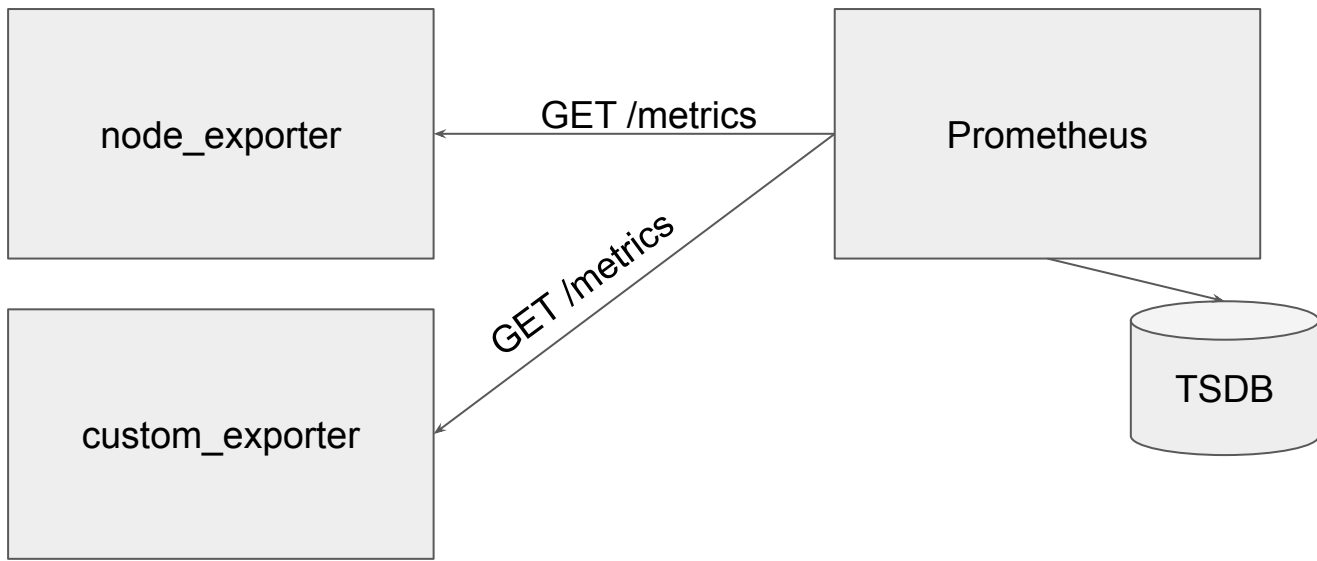 node_exporter
GET /metrics
Prometheus
GET /metrics
custom_exporter
TSDB